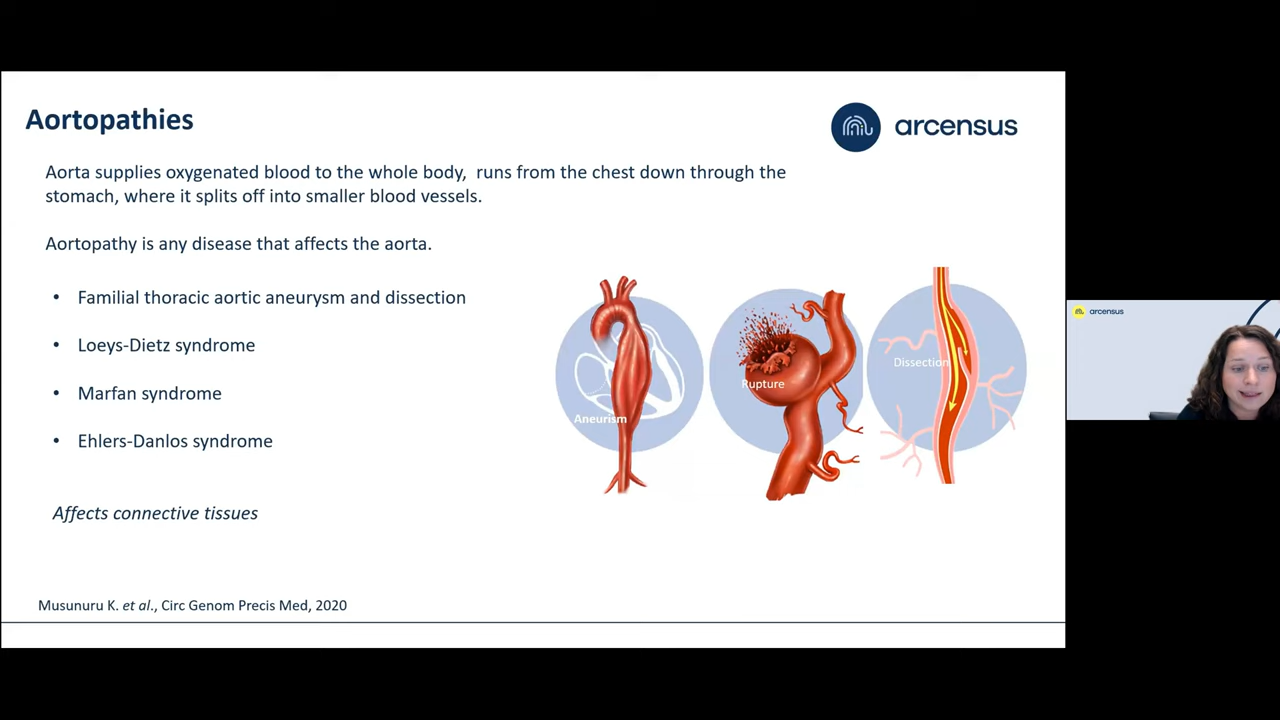 Aortopathies
arcensus
Aorta supplies oxygenated blood to the whole body, runs from the chest down through the
stomach, where it splits off into smaller blood vessels.
Aortopathy is any disease that affects the aorta.
• Familial thoracic aortic aneurysm and dissection
• Loeys-Dietz syndrome
• Marfan syndrome
• Ehlers-Danlos syndrome
Affects connective tissues
Aneurism
Rupture
Dissection
Musunuru K. et al., Circ Genom Precis Med, 2020
arcensus